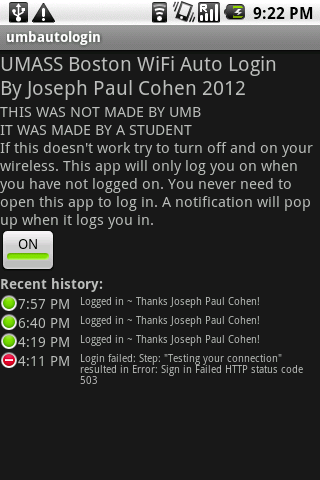 9:22 PM
umbautologin
UMASS Boston WiFi Auto Login
By Joseph Paul Cohen 2012
THIS WAS NOT MADE BY UMB
IT WAS MADE BY A STUDENT
If this doesn't work try to turn off and on your
wireless. This app will only log you on when
you have not logged on. You never need to
open this app to log in. A notification will pop
up when it logs you in.
ON
Recent history:
7:57 PM Logged in ~ Thanks Joseph Paul Cohen!
6:40 PM Logged in ~ Thanks Joseph Paul Cohen!
4:19 PM Logged in ~ Thanks Joseph Paul Cohen!
4:11 PM Login failed: Step: "Testing your connection"
resulted in Error: Sign in Failed HTTP status code
503